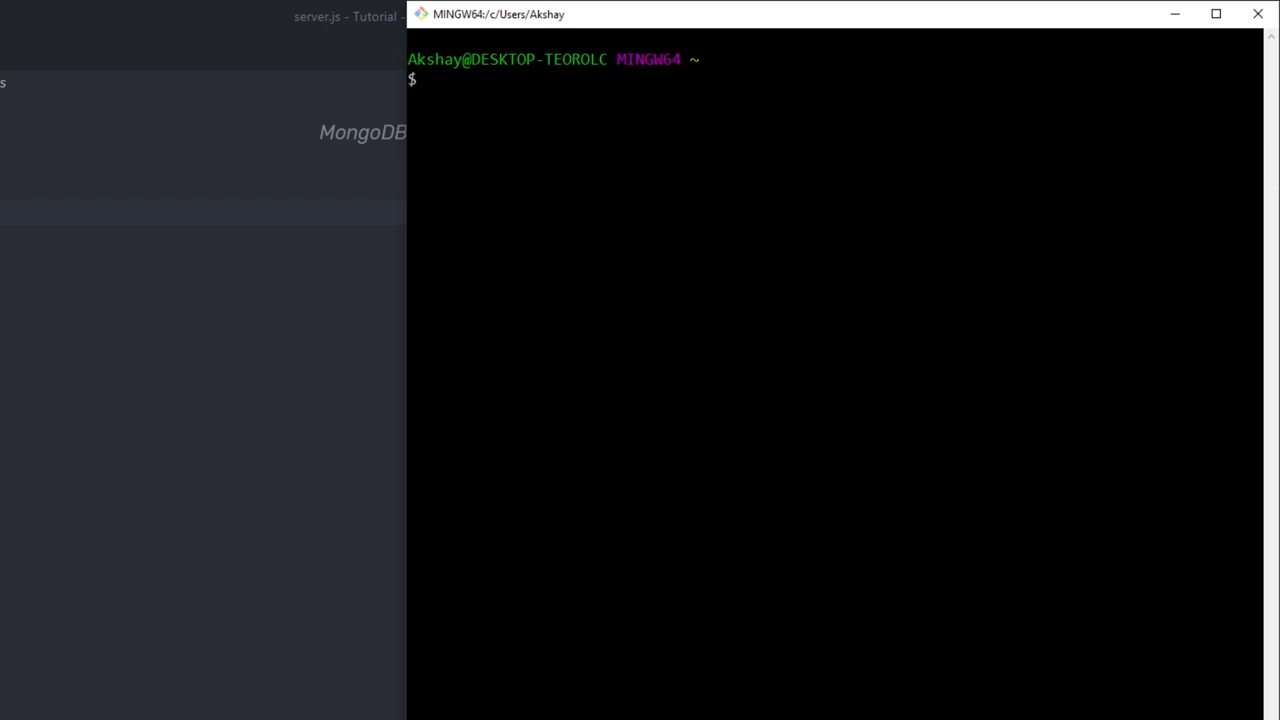 server.js - Tutorial -
MINGW64:/c/Users/Akshay
s
MongoDB
Akshay@DESKTOP-TEOROLC MINGW64 ~
$